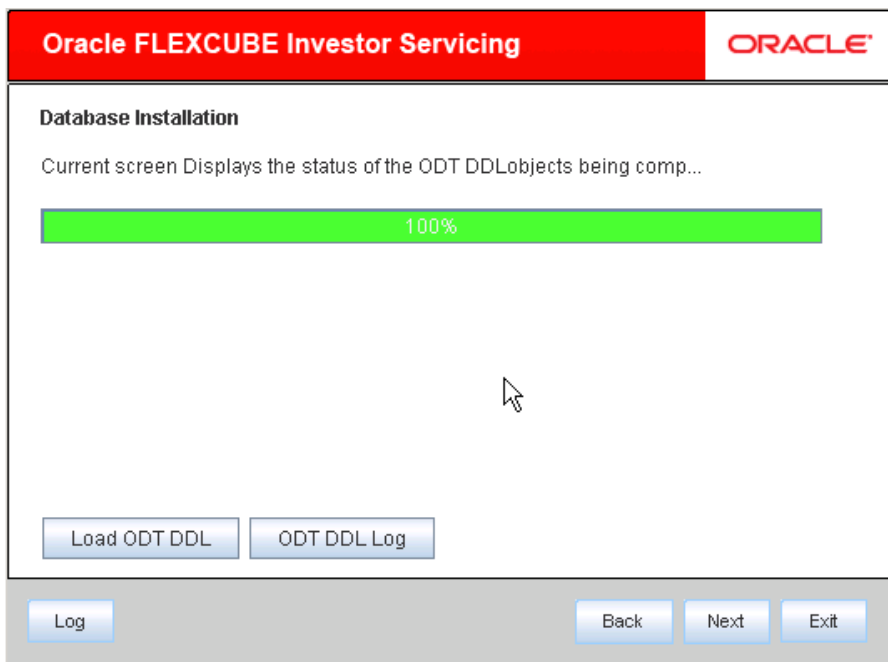 Oracle FLEXCUBE Investor Servicing
ORACLE
Database Installation
Current screen Displays the status of the ODT DDLobjects being comp...
100%
Load ODT DDL
ODT DDL Log
Log
Back
Next
Exit